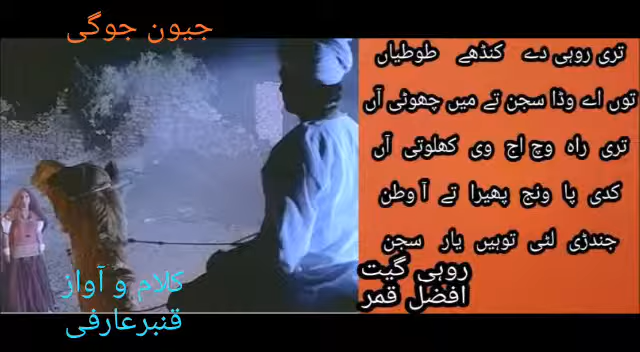 جیون جوگی
تری روہی دے کنڈھے طوطیاں
توں اے وڈا سجن تے میں چھوٹی آں
تری راہ وچ اج وی کھلوتی آں
کدی پا ونج پھیرا تے آ وطن
جندڑی لٹی توہیں یار سجن
روہی گیت
افضل قمر
کلام و آواز
قنبرعارفی